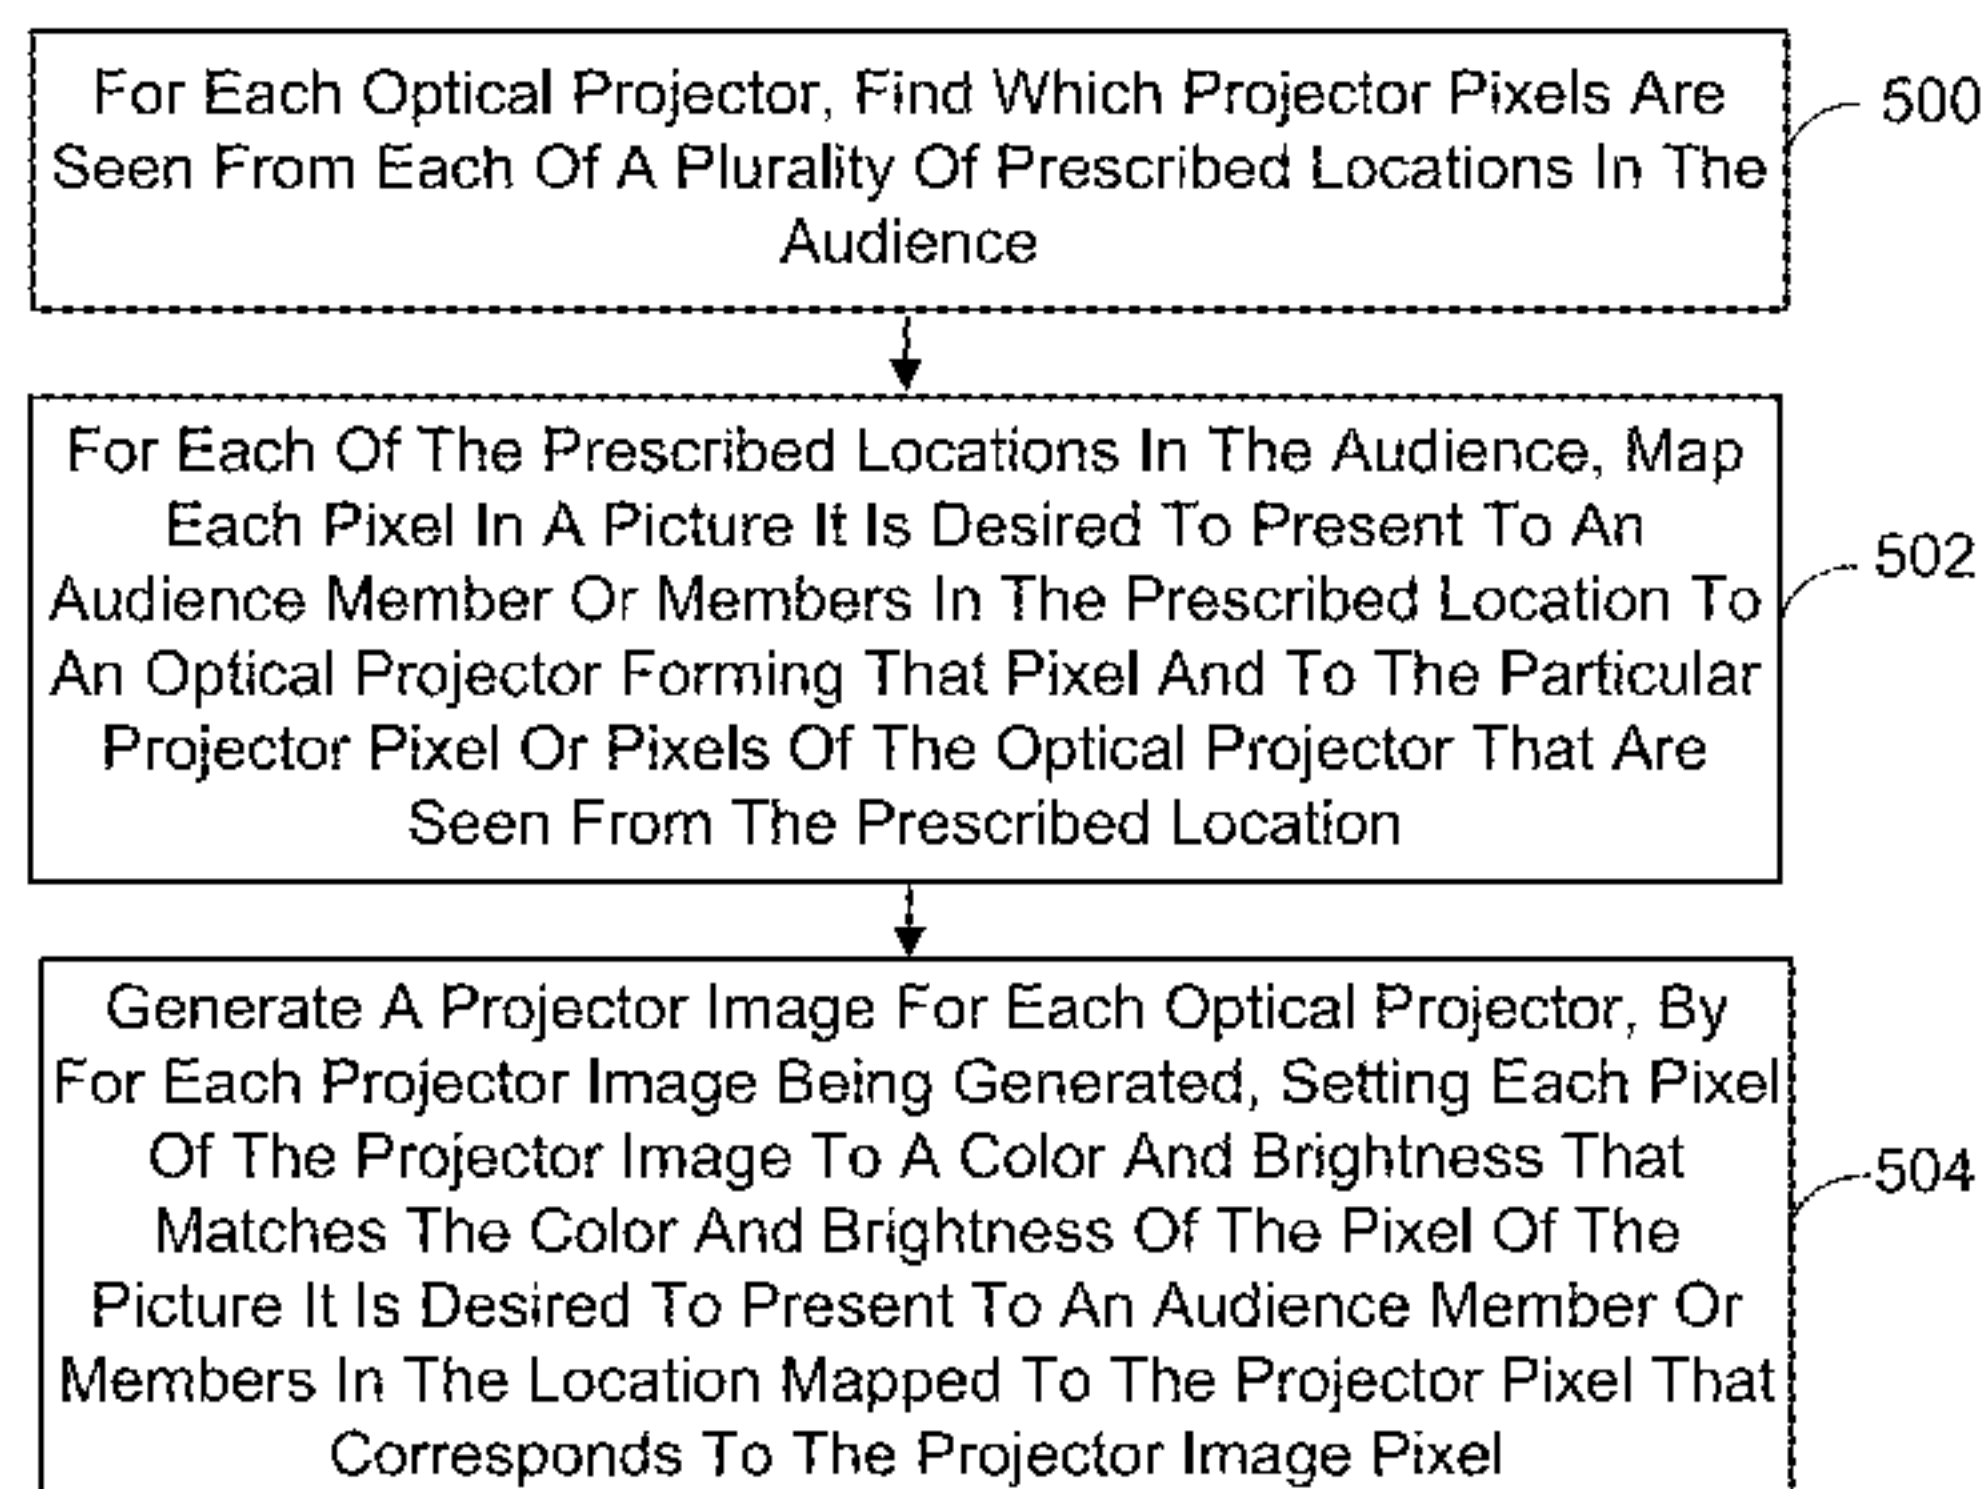 For Each Optical Projector, Find Which Projector Pixels Are
Seen From Each Of A Plurality Of Prescribed Locations In The
Audience
500
For Each Of The Prescribed Locations In The Audience, Map
Each Pixel In A Picture It Is Desired To Present To An
Audience Member Or Members In The Prescribed Location To
An Optical Projector Forming That Pixel And To The Particular
Projector Pixel Or Pixels Of The Optical Projector That Are
Seen From The Prescribed Location
502
Generate A Projector Image For Each Optical Projector, By
For Each Projector Image Being Generated, Setting Each Pixel
Of The Projector Image To A Color And Brightness That
Matches The Color And Brightness Of The Pixel Of The
Picture It Is Desired To Present To An Audience Member Or
Members In The Location Mapped To The Projector Pixel That
Corresponds To The Projector Image Pixel
504